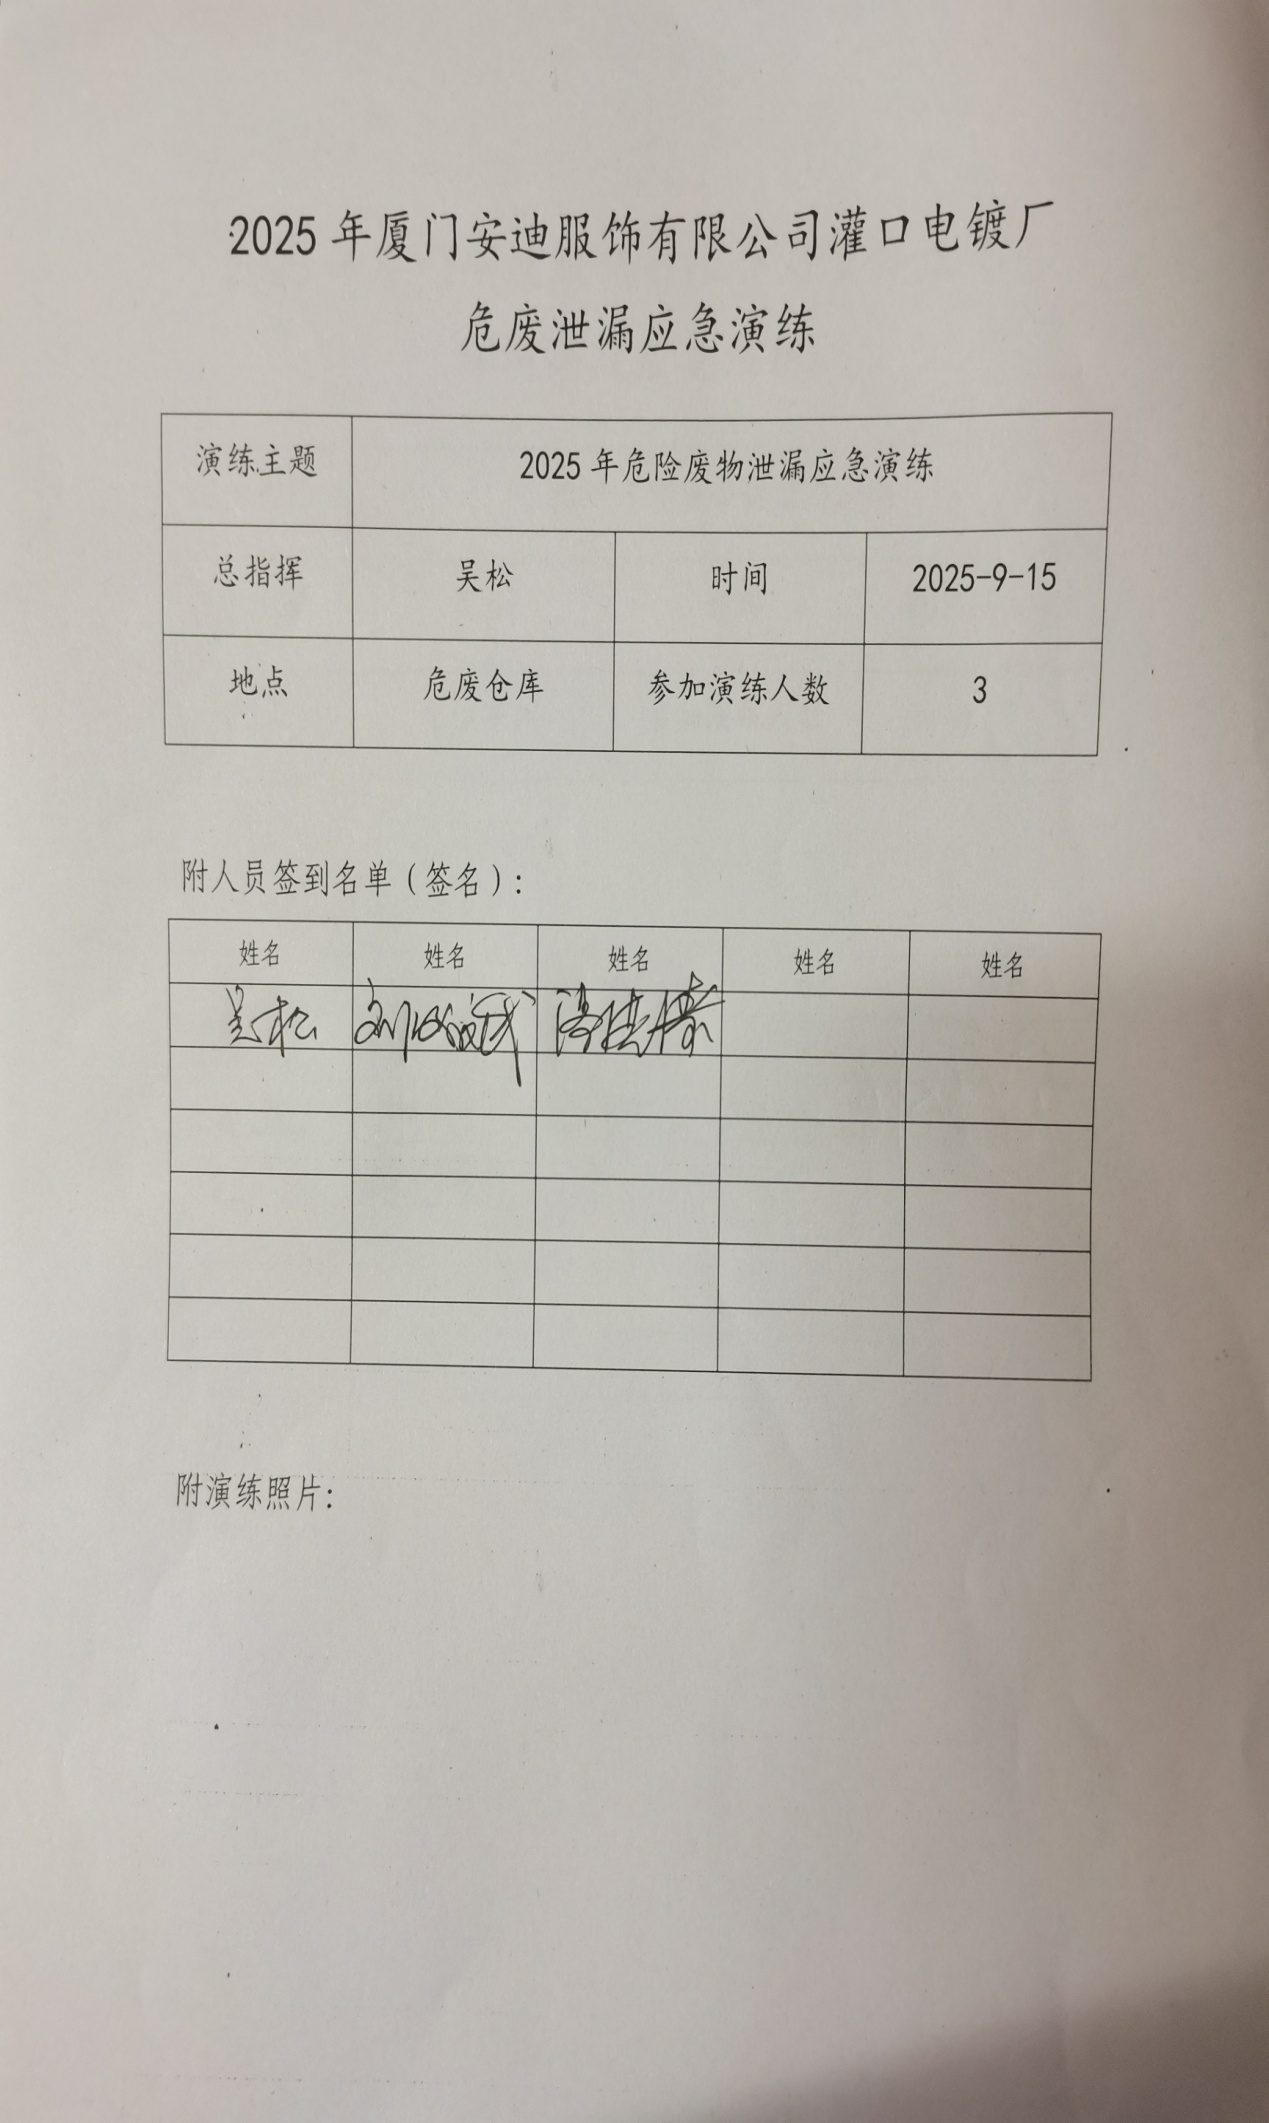 2025年厦门安迪服饰有限公司灌口电镀厂
危废泄漏应急演练
演练主题 2025年危险废物泄漏应急演练
总指挥 吴松 时间 2025-9-15
地点 危废仓库 参加演练人数 3
附人员签到名单（签名）：
姓名 姓名 姓名 姓名 姓名
吴松
附演练照片：